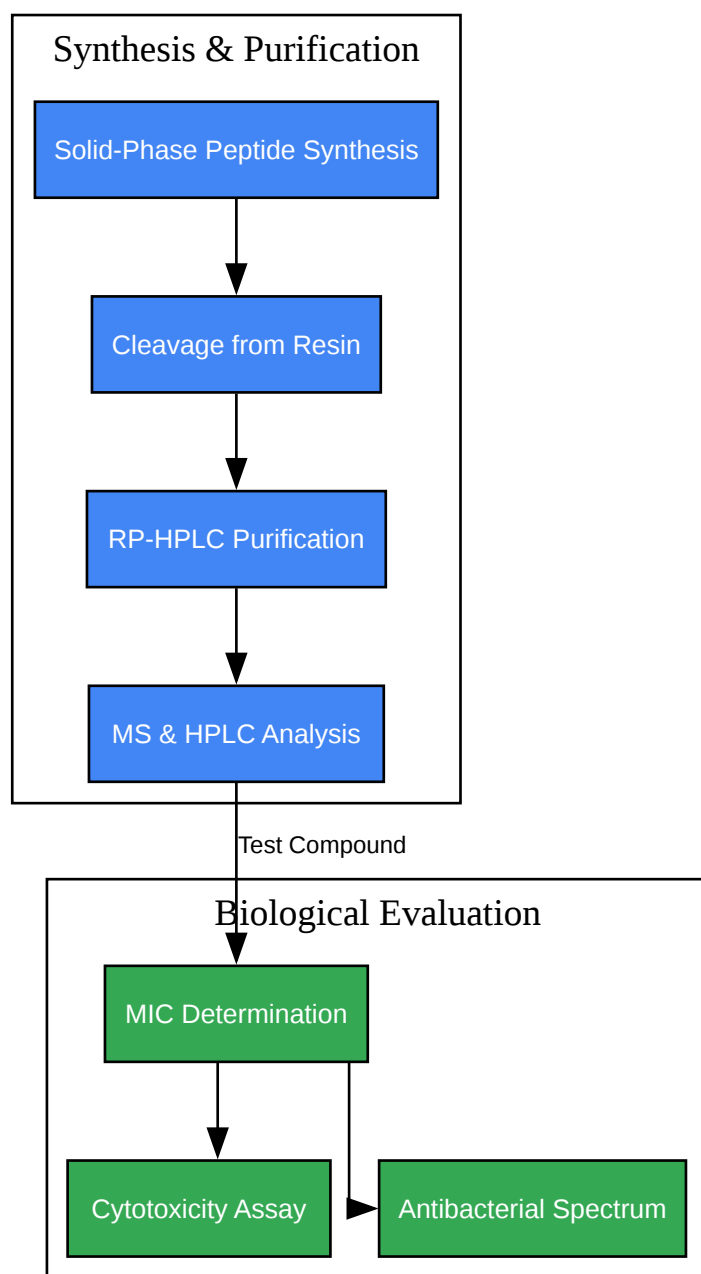 Synthesis & Purification
Solid-Phase Peptide Synthesis
Cleavage from Resin
RP-HPLC Purification
MS & HPLC Analysis
Test Compound
Biological Evaluation
MIC Determination
Cytotoxicity Assay
Antibacterial Spectrum